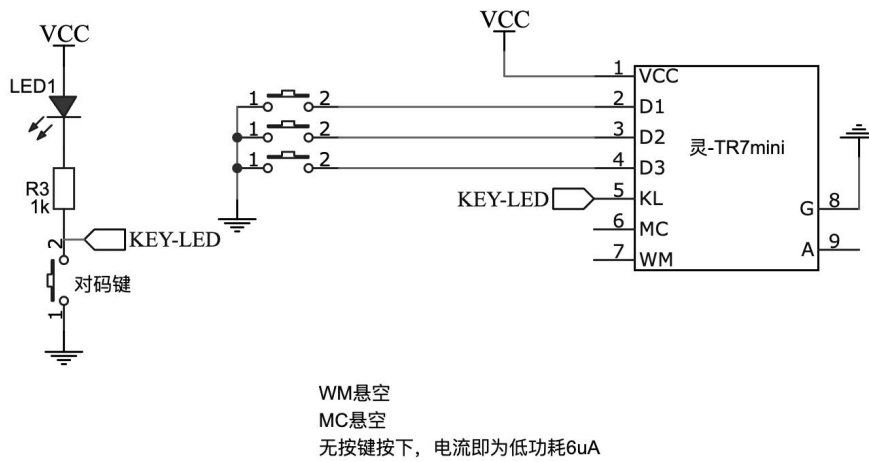 VCC
LED1
R3
1k
2
KEY-LED
对码键
1
VCC
1 2
1 2
1 2
KEY-LED
1 VCC
2 D1
3 D2
4 D3
5 KL
6 MC
7 WM
灵-TR7mini
G 8
A 9
WM悬空
MC悬空
无按键按下，电流即为低功耗6uA